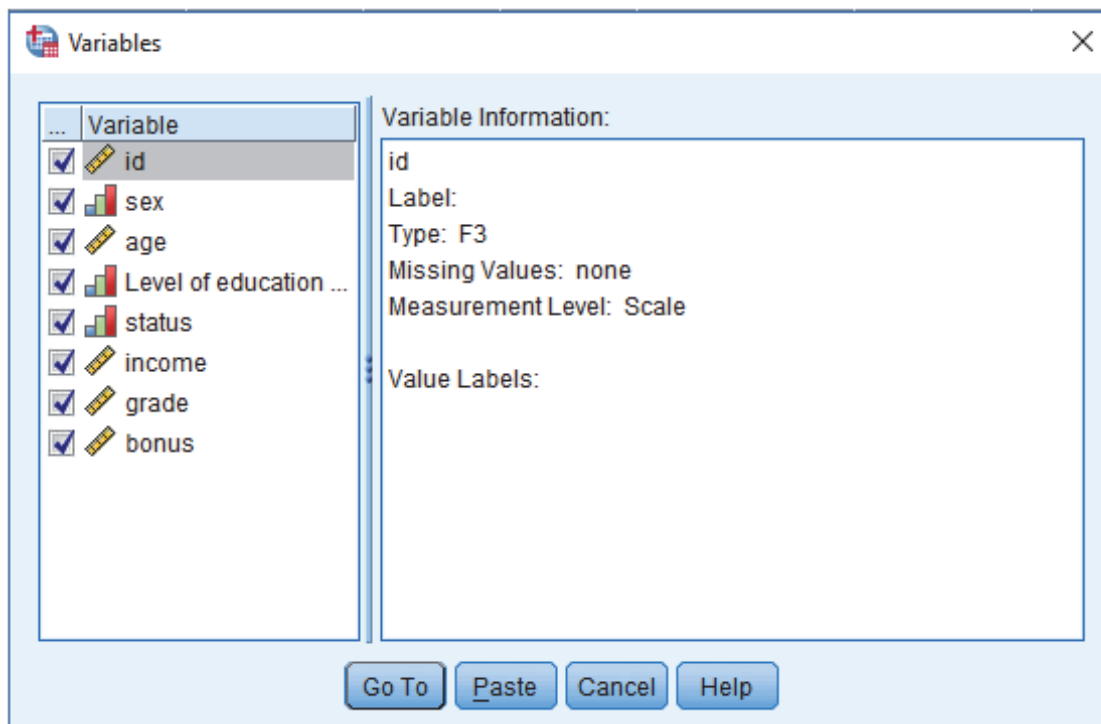 Variables
... Variable
id
sex
age
Level of education ...
status
income
grade
bonus
Variable Information:
id
Label:
Type: F3
Missing Values: none
Measurement Level: Scale
Value Labels:
Go To Paste Cancel Help